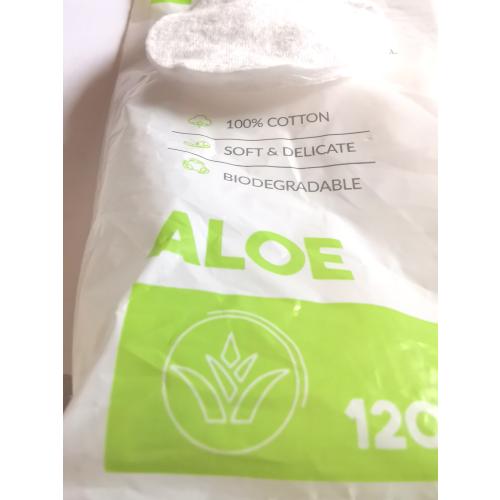 100% COTTON
SOFT & DELICATE
BIODEGRADABLE
ALOE
120